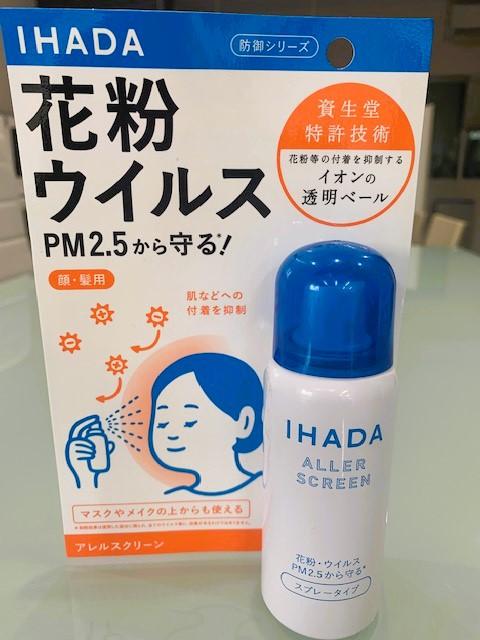 IHADA
防御シリーズ
花粉
ウイルス
PM2.5から守る*!
資生堂
特許技術
花粉等の付着を抑制する
イオンの
透明ベール
顔・髪用
肌などへの
付着を抑制
マスクやメイクの上からも使える
アレルスクリーン
IHADA
ALLER
SCREEN
花粉・ウイルス
PM2.5から守る*
スプレータイプ